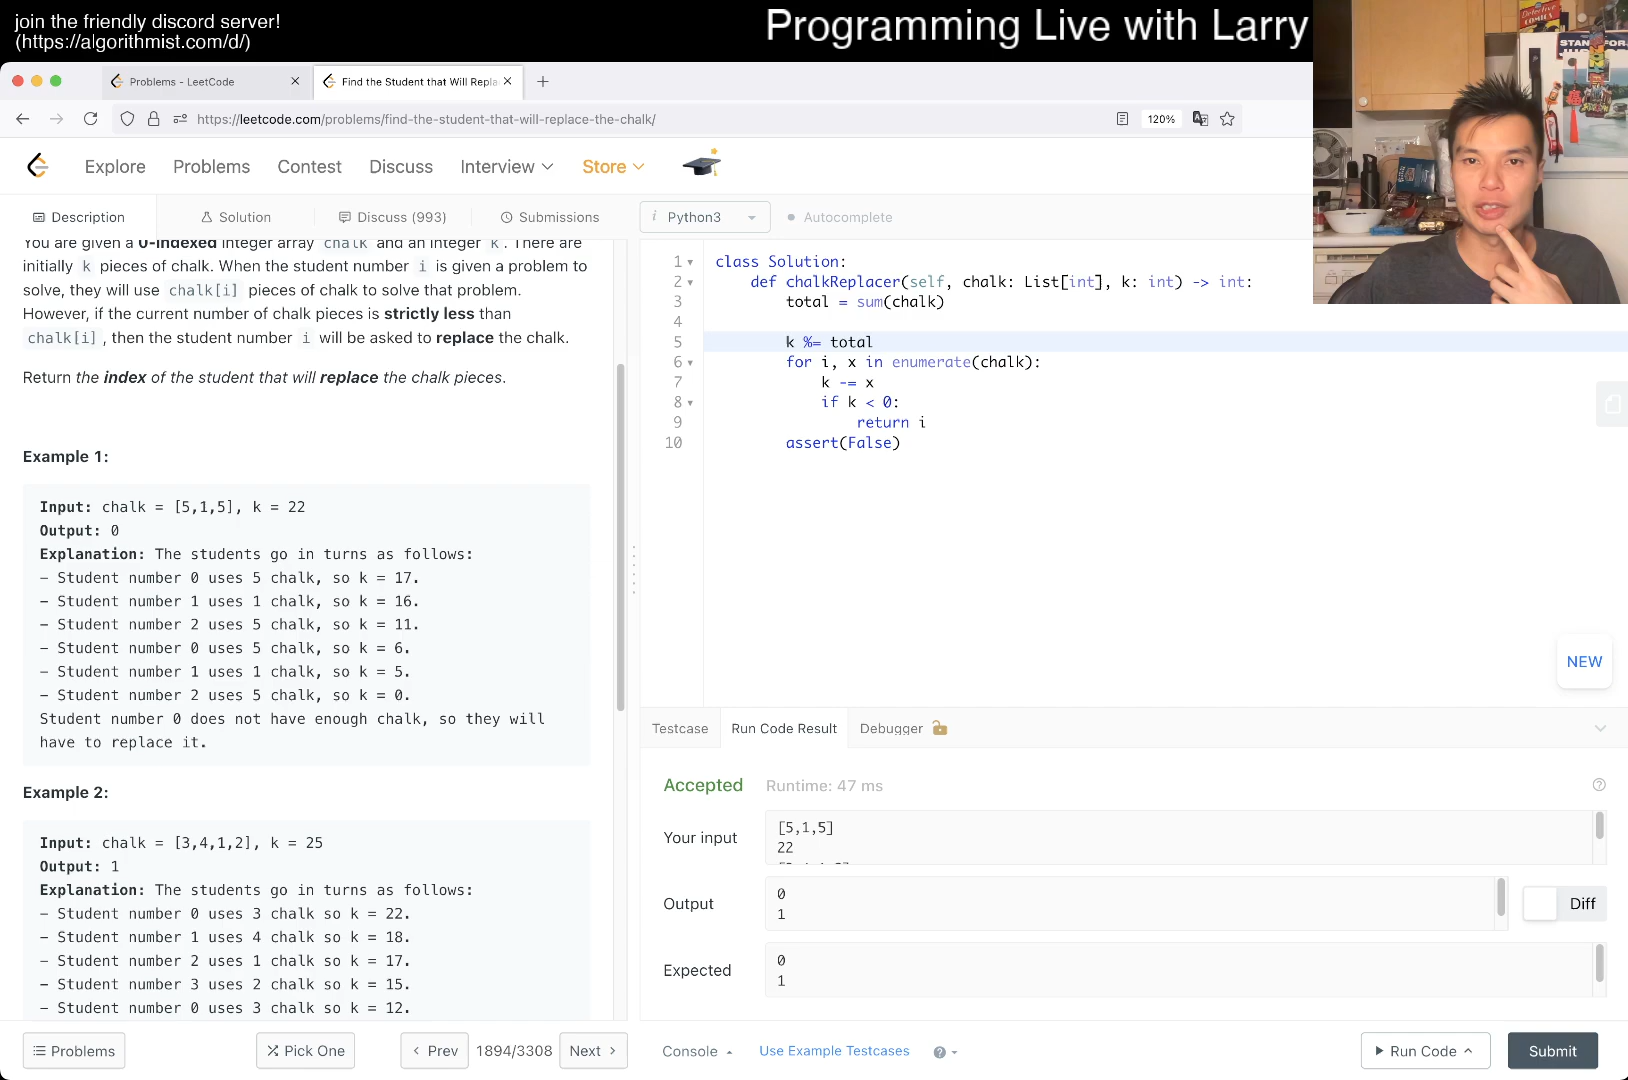 join the friendly discord server!
(https://algorithmist.com/d/)
Programming Live with Larry
Problems - LeetCode
Find the Student that Will Repla
https://leetcode.com/problems/find-the-student-that-will-replace-the-chalk/
120%
Explore
Problems
Contest
Discuss
Interview
Store
Description
Solution
Discuss (993)
Submissions
i Python3
Autocomplete
You are given a 0-indexed integer array chalk and an integer k. There are
initially k pieces of chalk. When the student number i is given a problem to
solve, they will use chalk[i] pieces of chalk to solve that problem.
However, if the current number of chalk pieces is strictly less than
chalk[i], then the student number i will be asked to replace the chalk.
Return the index of the student that will replace the chalk pieces.
Example 1:
Input: chalk = [5,1,5], k = 22
Output: 0
Explanation: The students go in turns as follows:
- Student number 0 uses 5 chalk, so k = 17.
- Student number 1 uses 1 chalk, so k = 16.
- Student number 2 uses 5 chalk, so k = 11.
- Student number 0 uses 5 chalk, so k = 6.
- Student number 1 uses 1 chalk, so k = 5.
- Student number 2 uses 5 chalk, so k = 0.
Student number 0 does not have enough chalk, so they will
have to replace it.
Example 2:
Input: chalk = [3,4,1,2], k = 25
Output: 1
Explanation: The students go in turns as follows:
- Student number 0 uses 3 chalk so k = 22.
- Student number 1 uses 4 chalk so k = 18.
- Student number 2 uses 1 chalk so k = 17.
- Student number 3 uses 2 chalk so k = 15.
- Student number 0 uses 3 chalk so k = 12.
1 class Solution:
2 def chalkReplacer(self, chalk: List[int], k: int) -> int:
3 total = sum(chalk)
4
5 k %= total
6 for i, x in enumerate(chalk):
7 k -= x
8 if k < 0:
9 return i
10 assert(False)
NEW
Testcase
Run Code Result
Debugger
Accepted
Runtime: 47 ms
Your input
[5,1,5]
22
Output
0
1
Diff
Expected
0
1
Problems
Pick One
< Prev
1894/3308
Next >
Console
Use Example Testcases
Run Code
Submit